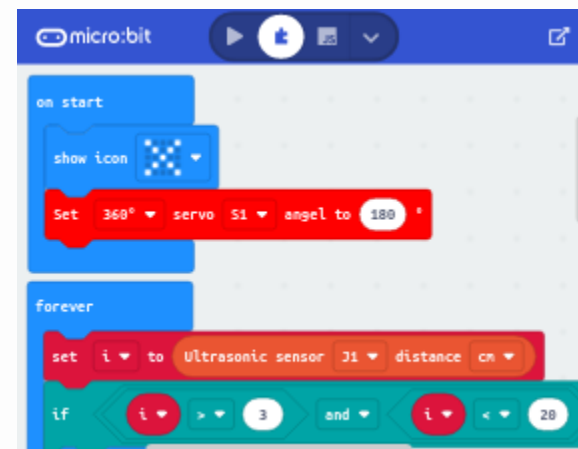 micro:bit
JS
on start
show icon
Set 360° servo S1 angel to 180 °
forever
set i to Ultrasonic sensor J1 distance cm
if i > 3 and i < 20